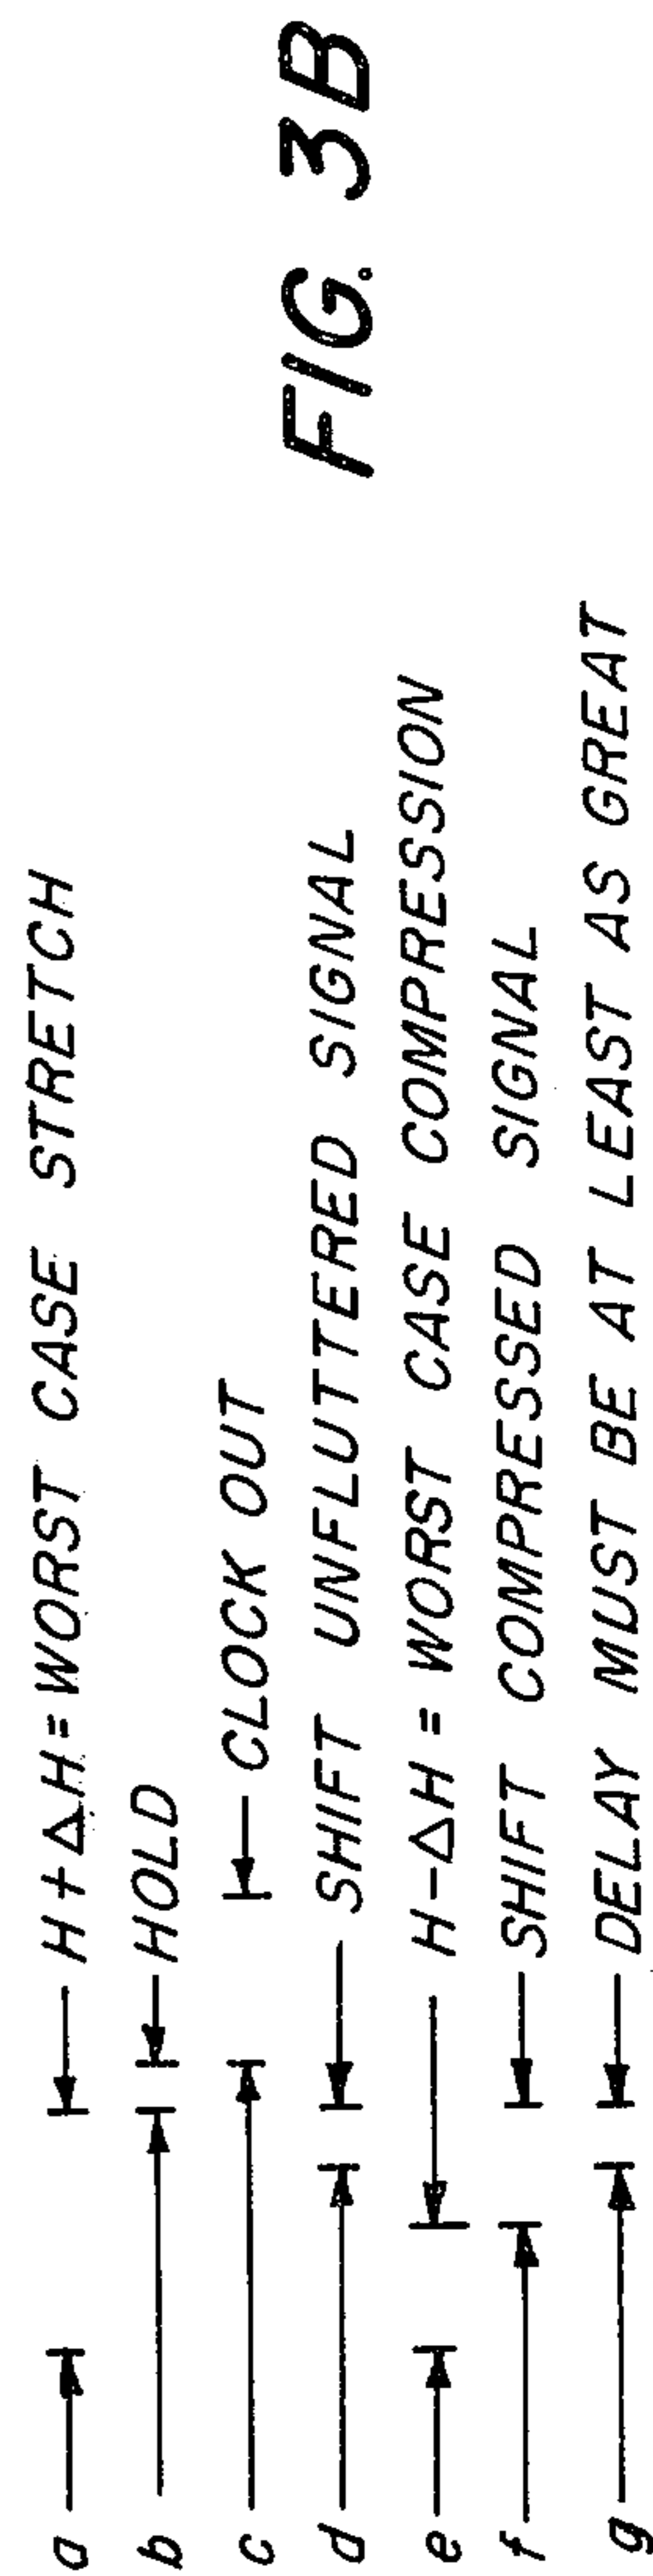 a H+ΔH=WORST CASE STRETCH
b HOLD
c CLOCK OUT
d SHIFT UNFLUTTERED SIGNAL
e H-ΔH = WORST CASE COMPRESSION
f SHIFT COMPRESSED SIGNAL
g DELAY MUST BE AT LEAST AS GREAT
FIG. 3B